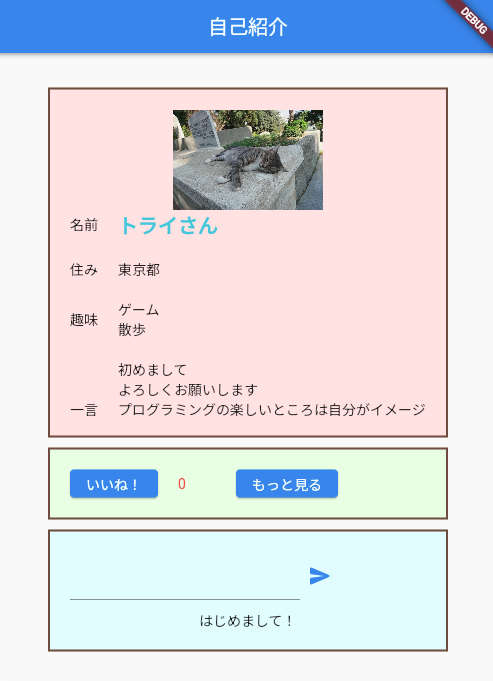 自己紹介
DEBUG
名前 トライさん
住み 東京都
趣味 ゲーム
散歩
初めまして
よろしくお願いします
一言 プログラミングの楽しいところは自分がイメージ
いいね! 0 もっと見る
はじめまして!